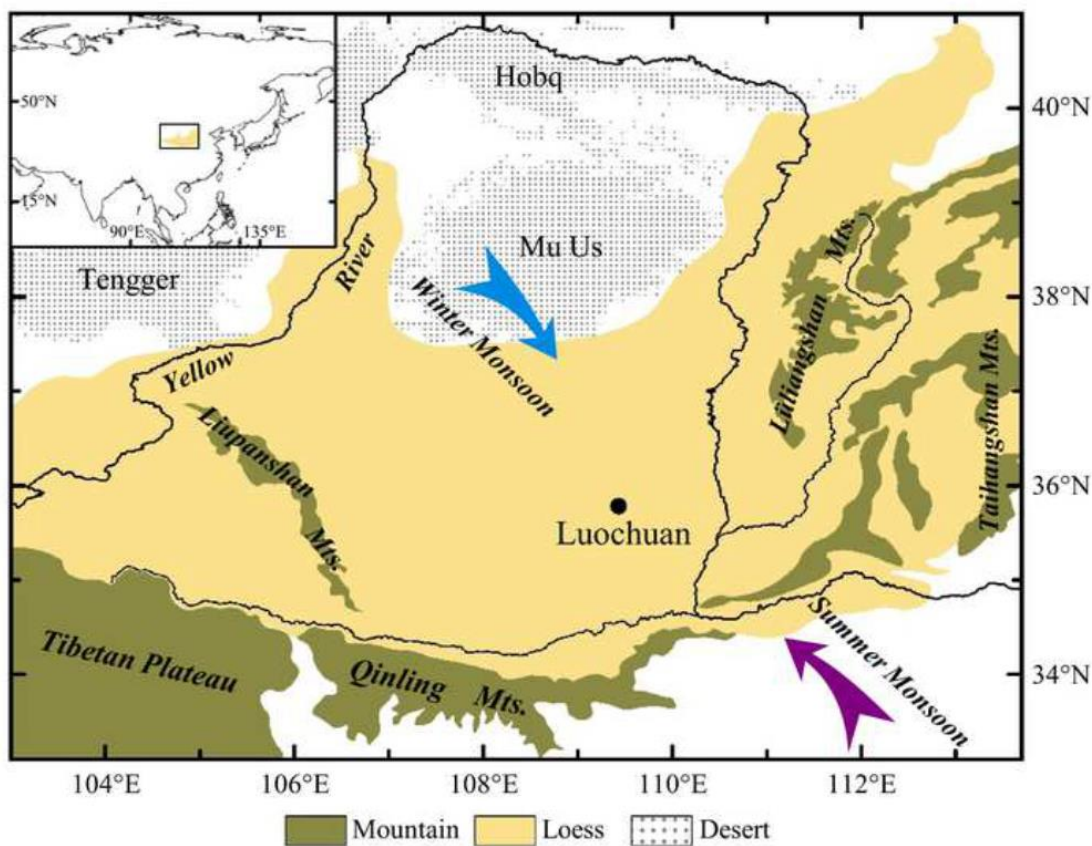 50°N
15°N
90°E
135°E
Hobq
40°N
Tengger
Mu Us
38°N
Yellow River
Winter Monsoon
Lüliangshan Mts.
Taihangshan Mts.
Liupanshan Mts.
36°N
Luochuan
Summer Monsoon
34°N
Tibetan Plateau
Qinling Mts.
104°E
106°E
108°E
110°E
112°E
Mountain
Loess
Desert